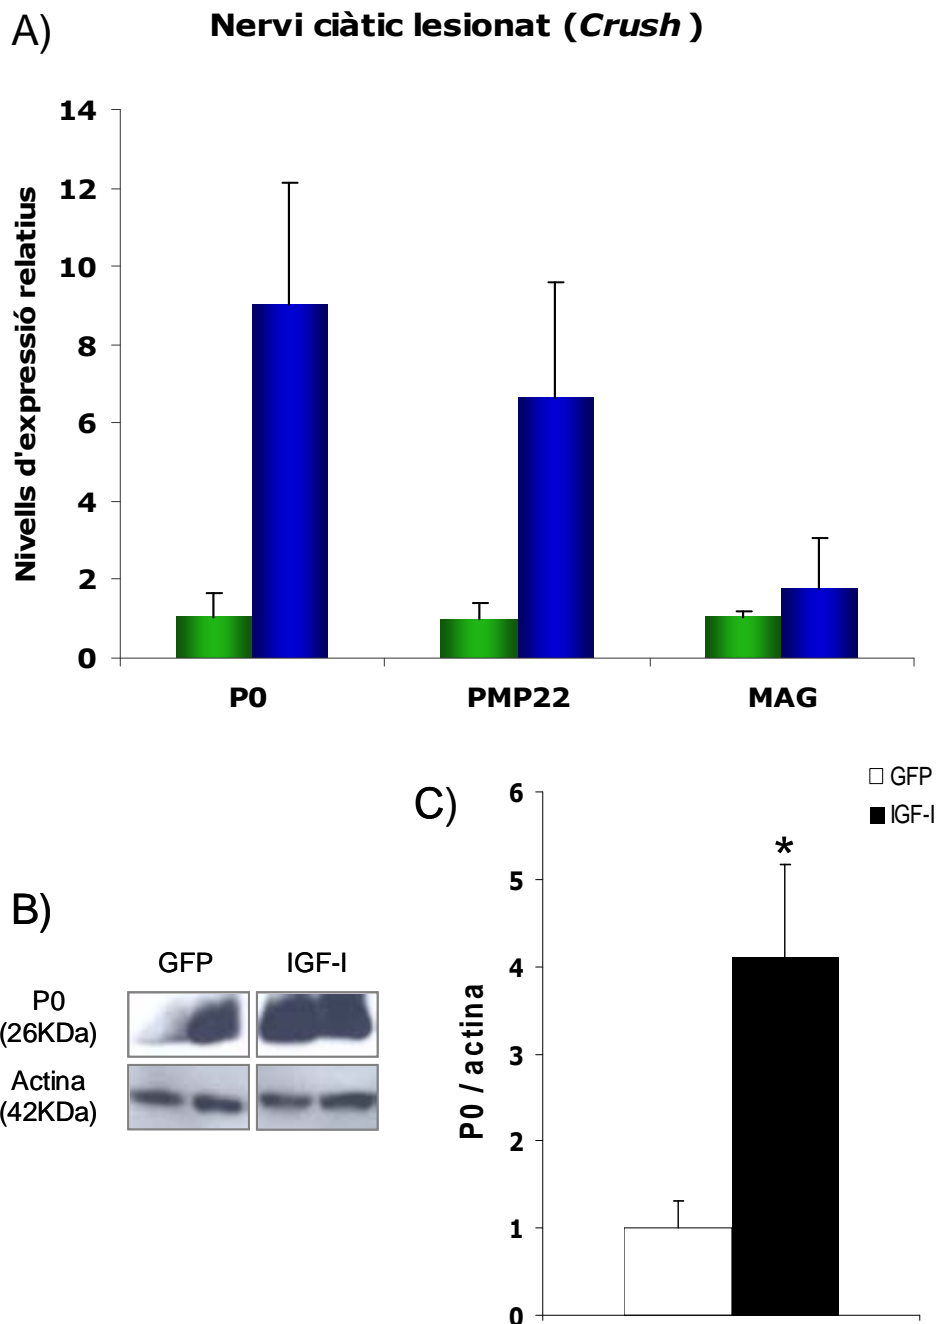 A)
Nervi ciàtic lesionat (Crush )
Nivells d'expressió relatius
14
12
10
8
6
4
2
0
P0
PMP22
MAG
B)
GFP
IGF-I
P0
(26KDa)
Actina
(42KDa)
C)
GFP
IGF-I
P0 / actina
6
5
4
3
2
1
0
*